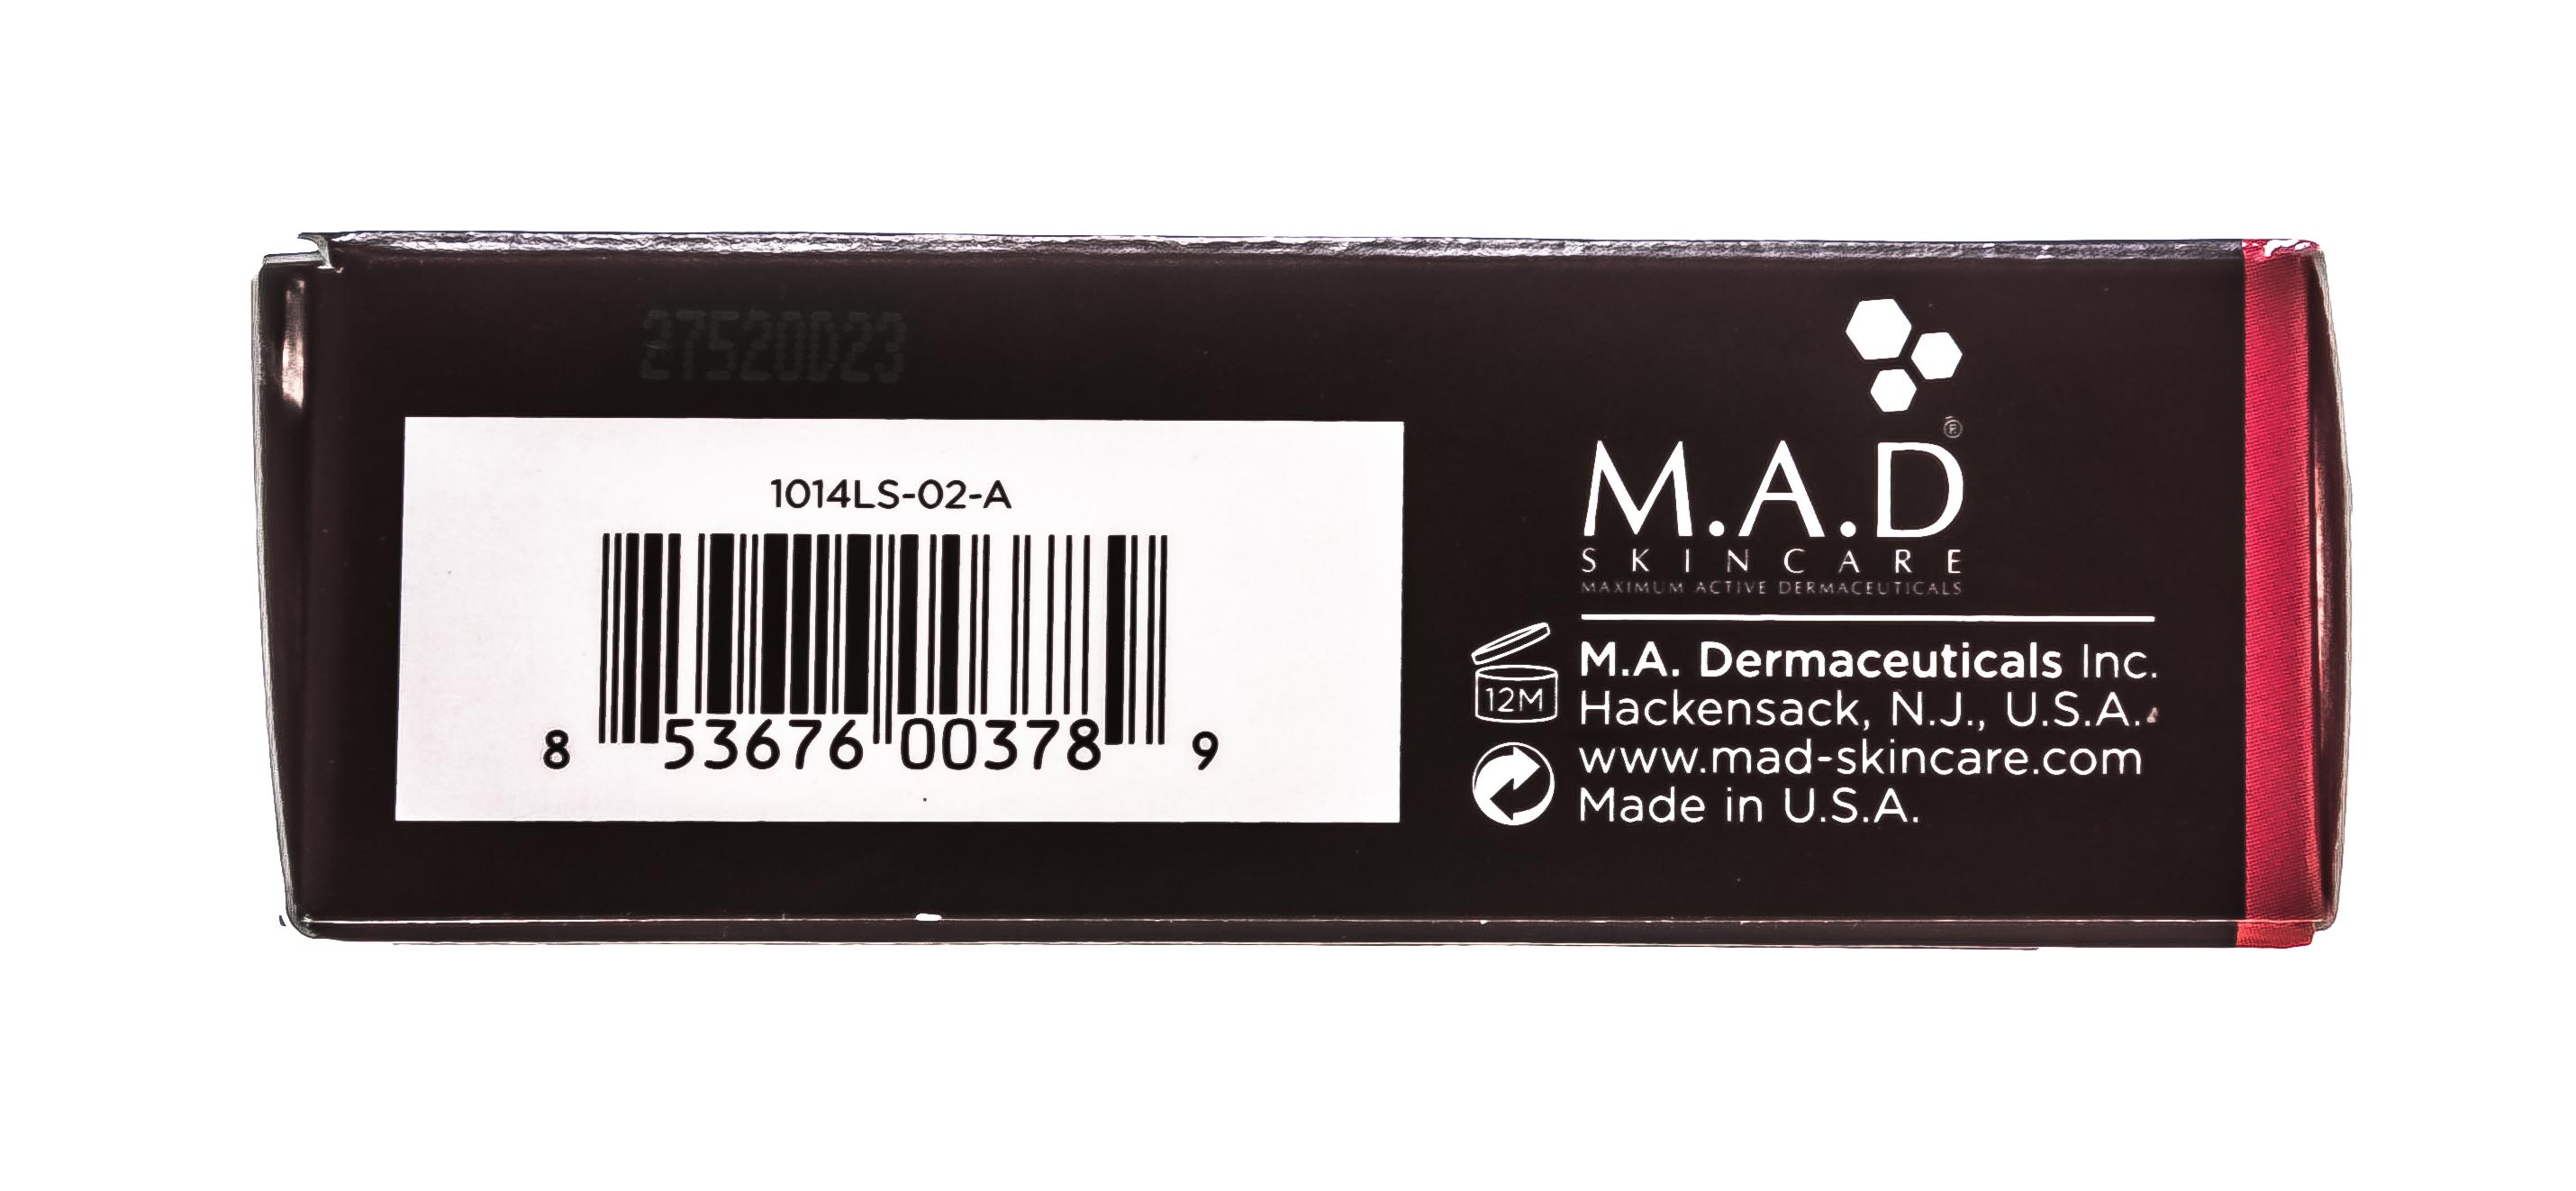 27520D23
1014LS-02-A
8 53676 00378 9
®
M.A.D
SKINCARE
MAXIMUM ACTIVE DERMACEUTICALS
M.A. Dermaceuticals Inc.
12M
Hackensack, N.J., U.S.A.
www.mad-skincare.com
Made in U.S.A.